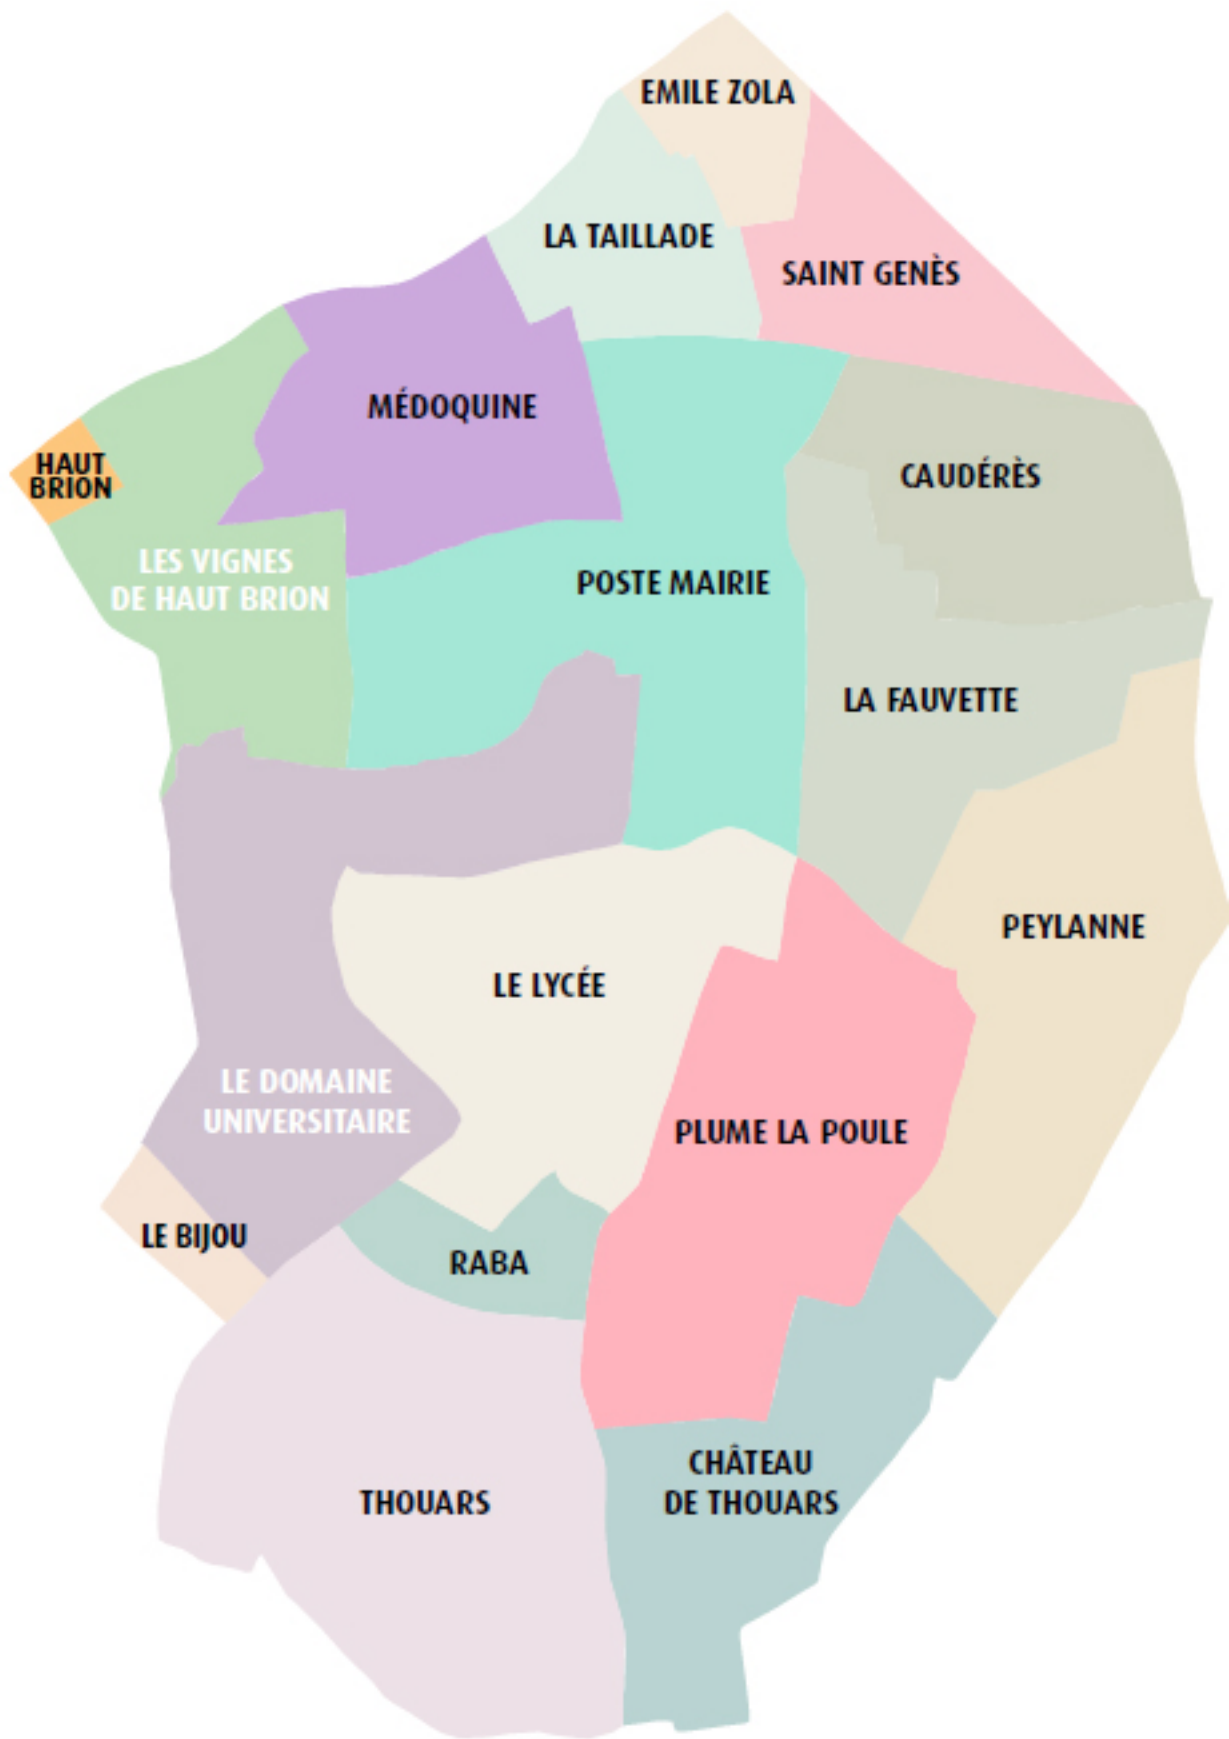 EMILE ZOLA
LA TAILLADE
SAINT GENÈS
MÉDOQUINE
HAUT
BRION
CAUDÉRÈS
LES VIGNES
DE HAUT BRION
POSTE MAIRIE
LA FAUVETTE
PEYLANNE
LE LYCÉE
LE DOMAINE
UNIVERSITAIRE
PLUME LA POULE
LE BIJOU
RABA
CHÂTEAU
DE THOUARS
THOUARS